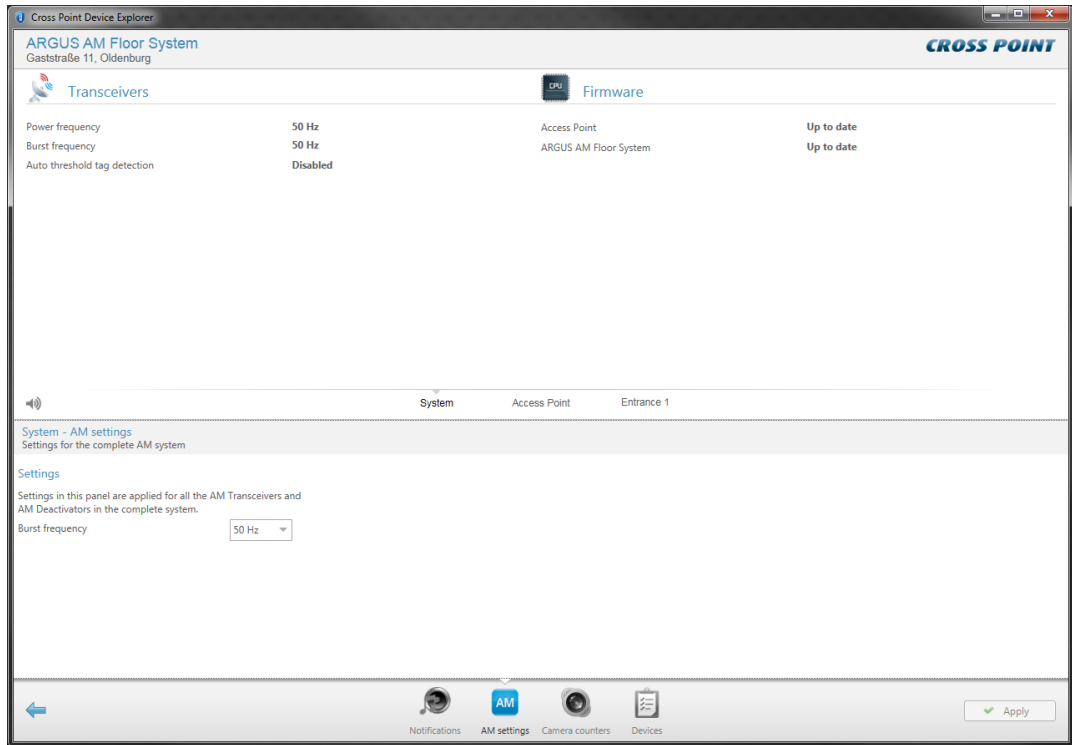 Cross Point Device Explorer
ARGUS AM Floor System
Gaststraße 11, Oldenburg
CROSS POINT
Transceivers
CPU
Firmware
Power frequency 50 Hz
Access Point Up to date
Burst frequency 50 Hz
ARGUS AM Floor System Up to date
Auto threshold tag detection Disabled
System Access Point Entrance 1
System - AM settings
Settings for the complete AM system
Settings
Settings in this panel are applied for all the AM Transceivers and
AM Deactivators in the complete system.
Burst frequency 50 Hz
AM
Notifications AM settings Camera counters Devices
Apply